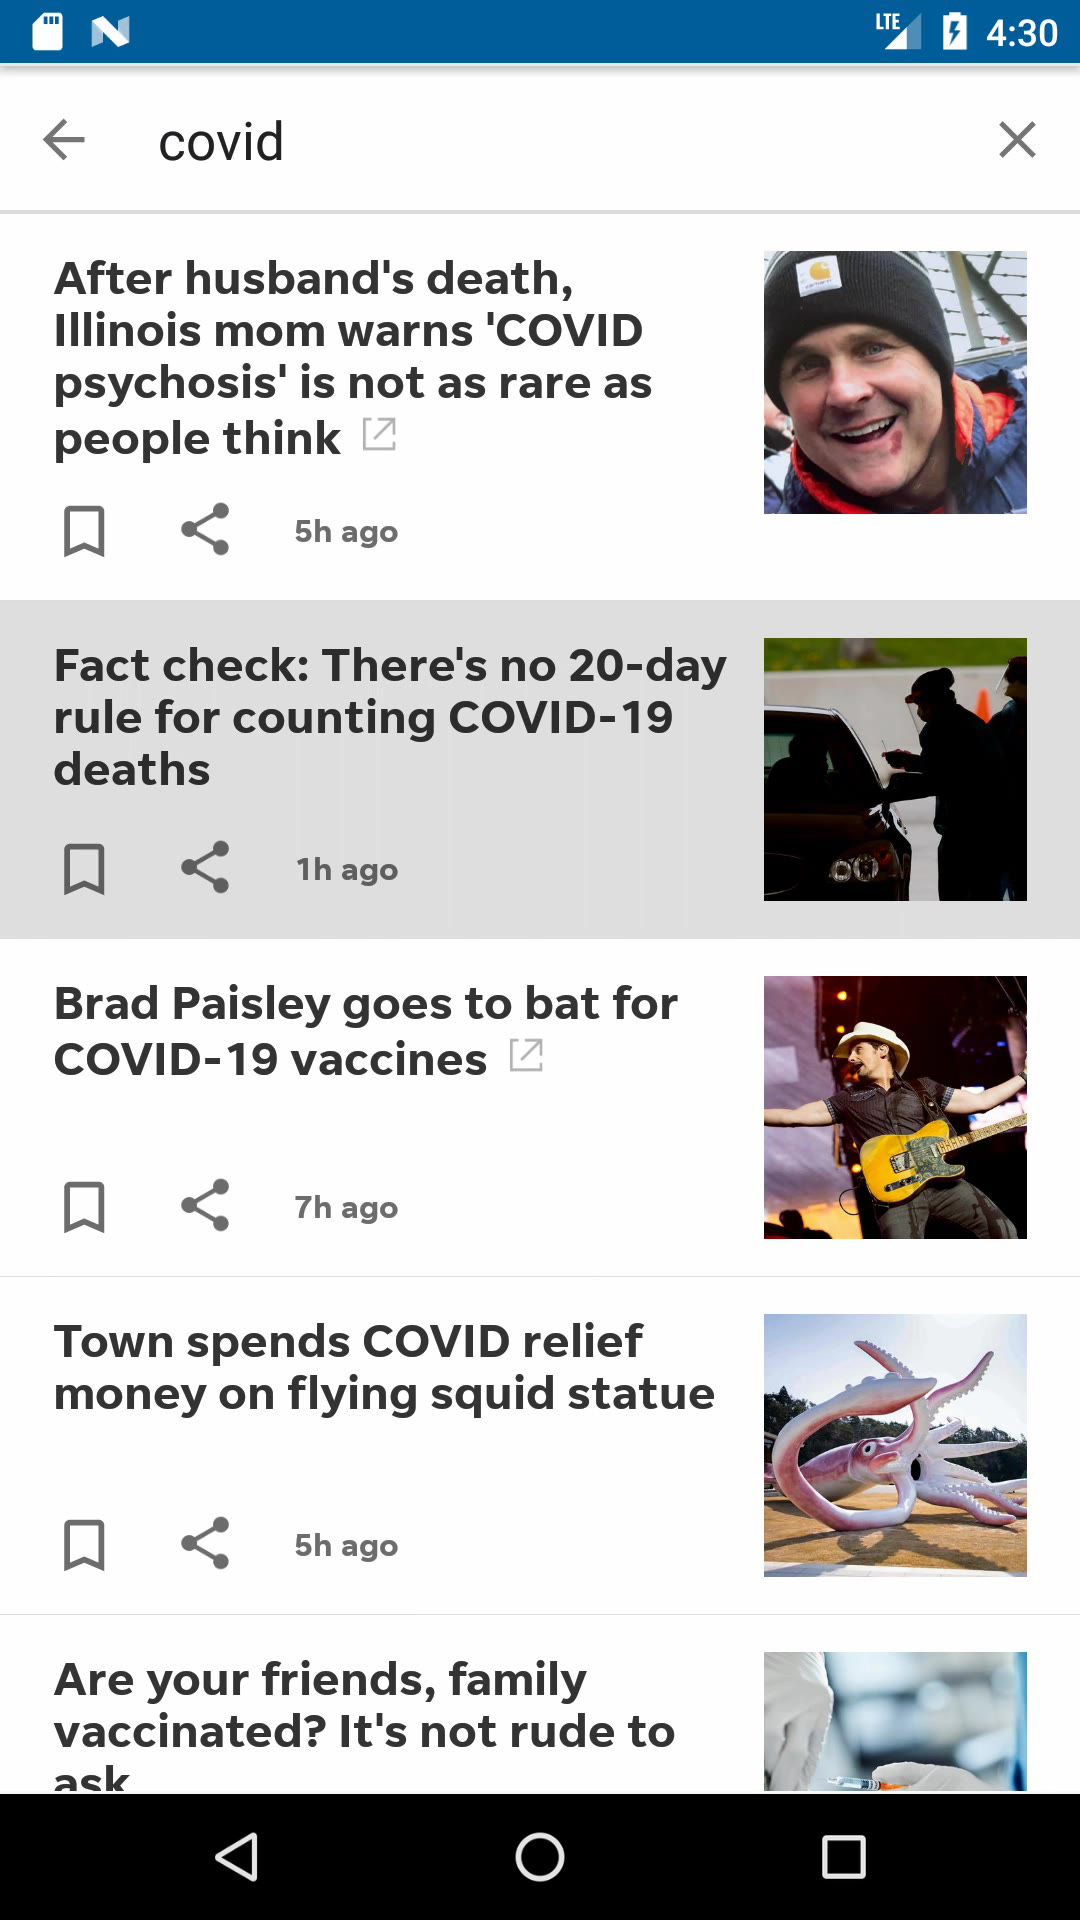 LTE 4:30
covid
After husband's death,
Illinois mom warns 'COVID
psychosis' is not as rare as
people think
5h ago
Fact check: There's no 20-day
rule for counting COVID-19
deaths
1h ago
Brad Paisley goes to bat for
COVID-19 vaccines
7h ago
Town spends COVID relief
money on flying squid statue
5h ago
Are your friends, family
vaccinated? It's not rude to
ask